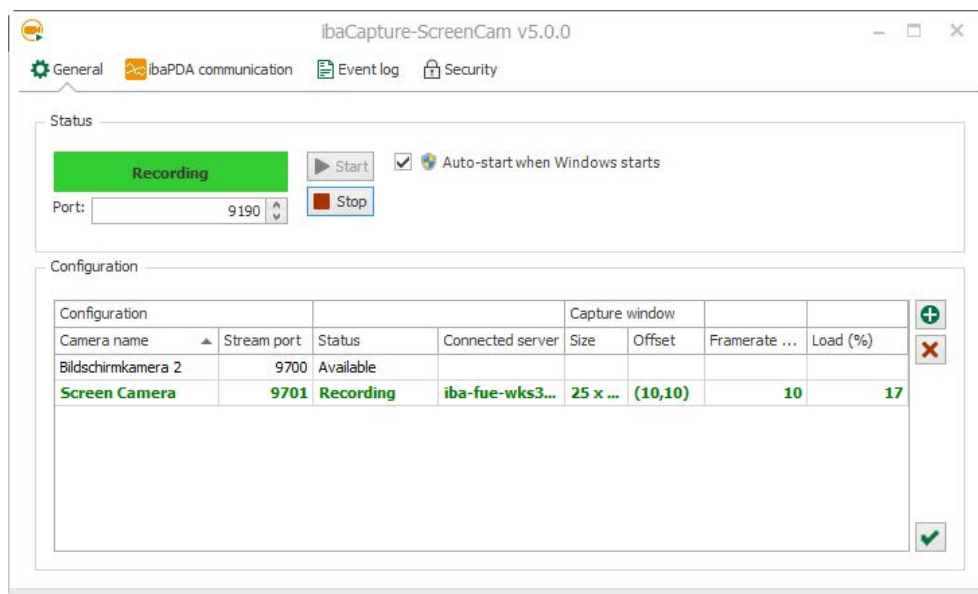 ibaCapture-ScreenCam v5.0.0
General ibaPDA communication Event log Security
Status
Recording Start Auto-start when Windows starts
Port: 9190 Stop
Configuration
Configuration Capture window
Camera name Stream port Status Connected server Size Offset Framerate ... Load (%)
Bildschirmkamera 2 9700 Available
Screen Camera 9701 Recording iba-fue-wks3... 25 x ... (10,10) 10 17